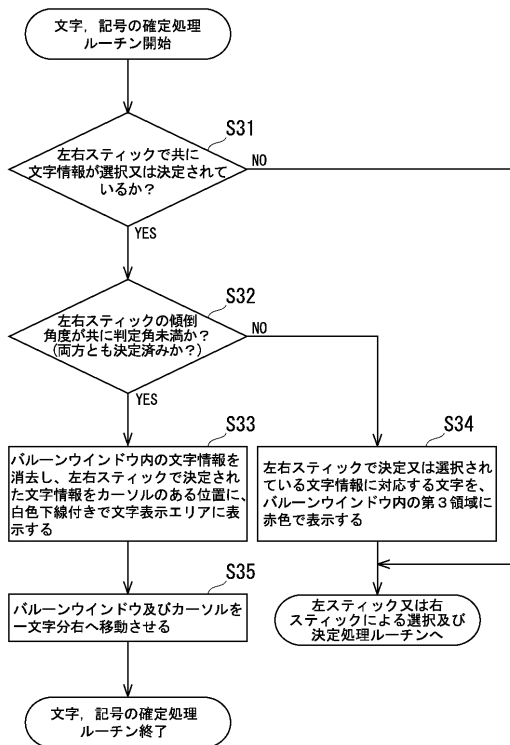 文字，記号の確定処理
ルーチン開始
S31
左右スティックで共に
文字情報が選択又は決定されて
いるか？
NO
YES
S32
左右スティックの傾倒
角度が共に判定角未満か？
(両方とも決定済みか？)
NO
YES
S33
バルーンウインドウ内の文字情報を
消去し、左右スティックで決定され
た文字情報をカーソルのある位置に、
白色下線付きで文字表示エリアに表
示する
S34
左右スティックで決定又は選択され
ている文字情報に対応する文字を、
バルーンウインドウ内の第３領域に
赤色で表示する
S35
バルーンウインドウ及びカーソルを
一文字分右へ移動させる
左スティック又は右
スティックによる選択及び
決定処理ルーチンへ
文字，記号の確定処理
ルーチン終了